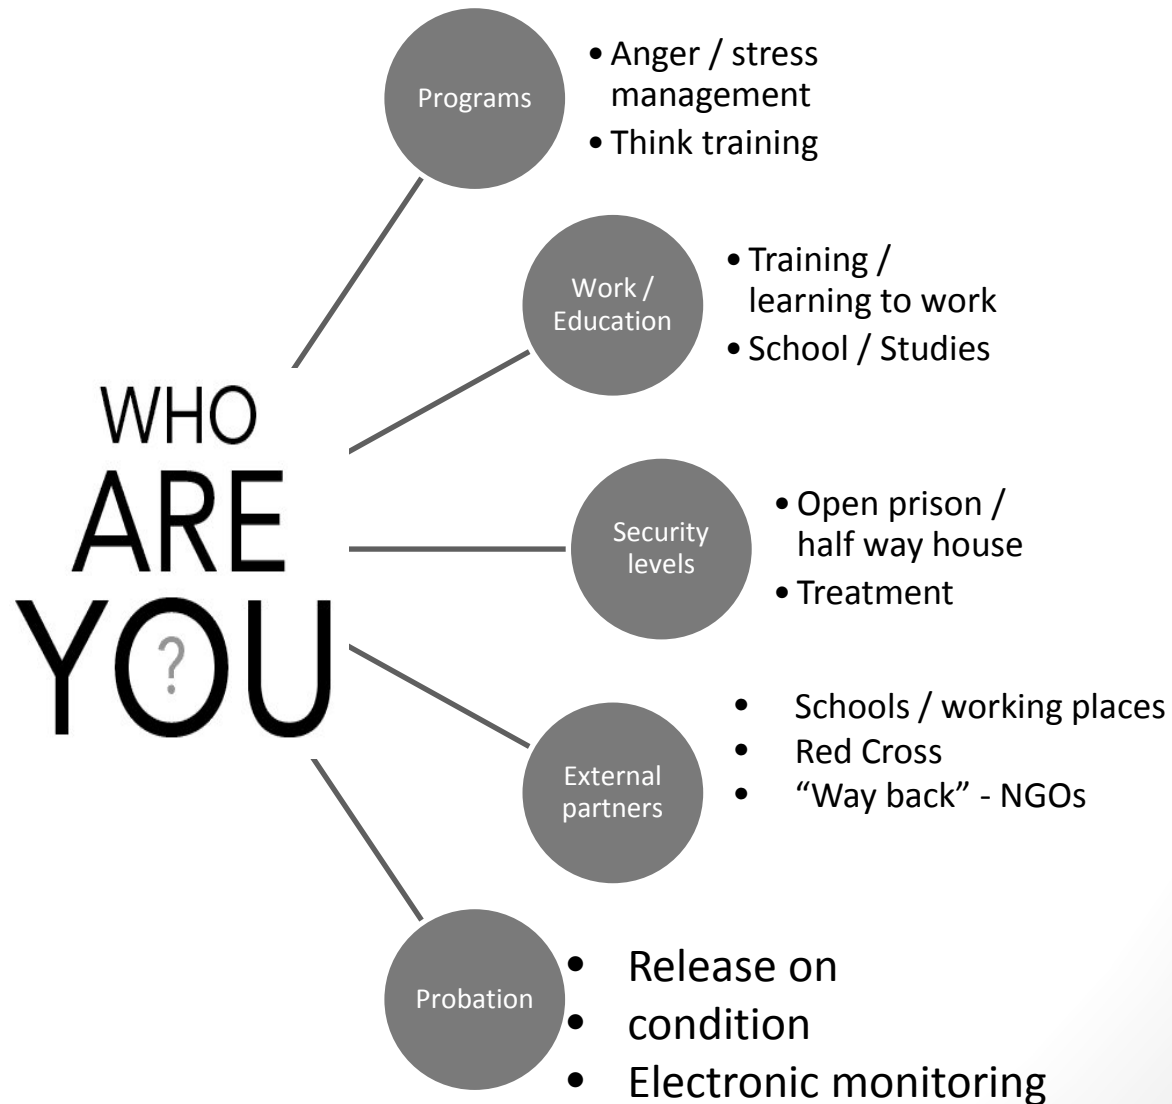 WHO
ARE
YOU
?
Programs
• Anger / stress
management
• Think training
Work /
Education
• Training /
learning to work
• School / Studies
Security
levels
• Open prison /
half way house
• Treatment
External
partners
• Schools / working places
• Red Cross
• “Way back” - NGOs
Probation
• Release on
• condition
• Electronic monitoring